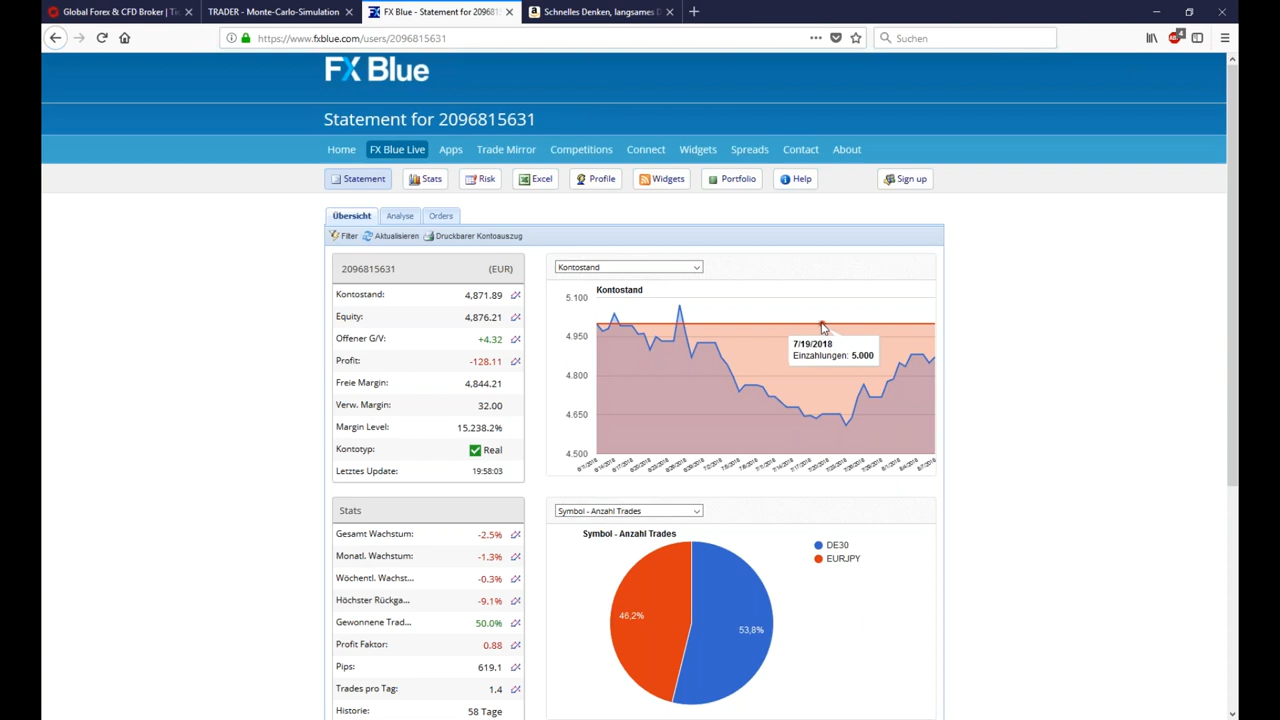 Global Forex & CFD Broker | Ti
TRADER - Monte-Carlo-Simulation
FX Blue - Statement for 2096815
Schnelles Denken, langsames D
https://www.fxblue.com/users/2096815631
Suchen
4
FX Blue
Statement for 2096815631
Home FX Blue Live Apps Trade Mirror Competitions Connect Widgets Spreads Contact About
Statement Stats Risk Excel Profile Widgets Portfolio Help Sign up
Übersicht Analyse Orders
Filter Aktualisieren Druckbarer Kontoauszug
2096815631 (EUR)
Kontostand: 4,871.89
Equity: 4,876.21
Offener G/V: +4.32
Profit: -128.11
Freie Margin: 4,844.21
Verw. Margin: 32.00
Margin Level: 15,238.2%
Kontotyp: Real
Letztes Update: 19:58:03
Kontostand
Kontostand
5.100
4.950
4.800
4.650
4.500
7/19/2018
Einzahlungen: 5.000
Stats
Gesamt Wachstum: -2.5%
Monatl. Wachstum: -1.3%
Wöchentl. Wachst... -0.3%
Höchster Rückga... -9.1%
Gewonnene Trad... 50.0%
Profit Faktor: 0.88
Pips: 619.1
Trades pro Tag: 1.4
Historie: 58 Tage
Symbol - Anzahl Trades
Symbol - Anzahl Trades
DE30
EURJPY
46,2%
53,8%